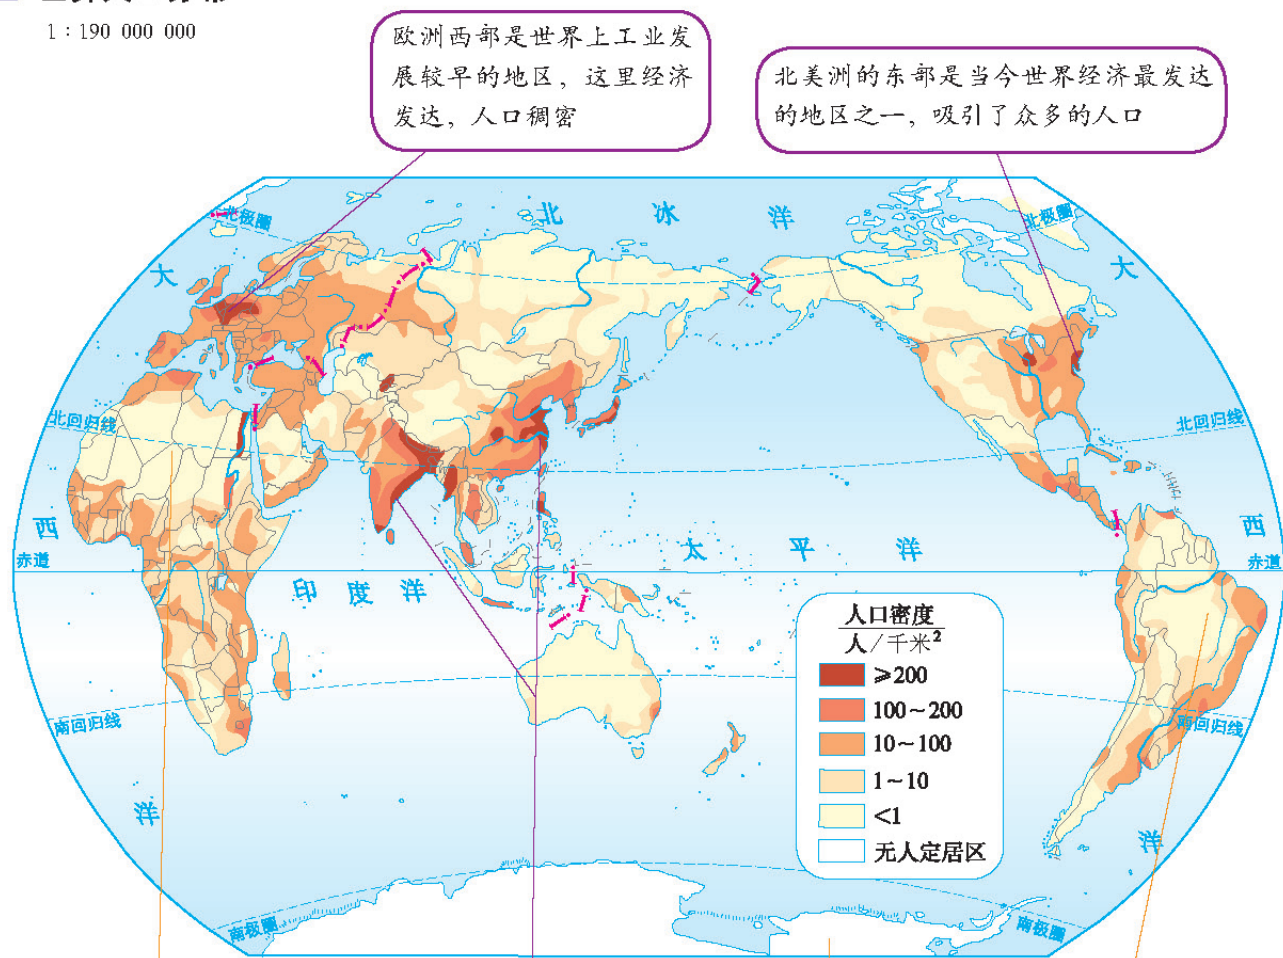 1：190 000 000
欧洲西部是世界上工业发
展较早的地区，这里经济
发达，人口稠密
北美洲的东部是当今世界经济最发达
的地区之一，吸引了众多的人口
北 冰 洋
北极圈
北极圈
大
大
北回归线
北回归线
西
西
太 平 洋
赤道
赤道
印 度 洋
人口密度
人/千米²
≥200
100～200
10～100
1～10
<1
无人定居区
南回归线
南回归线
洋
洋
南极圈
南极圈